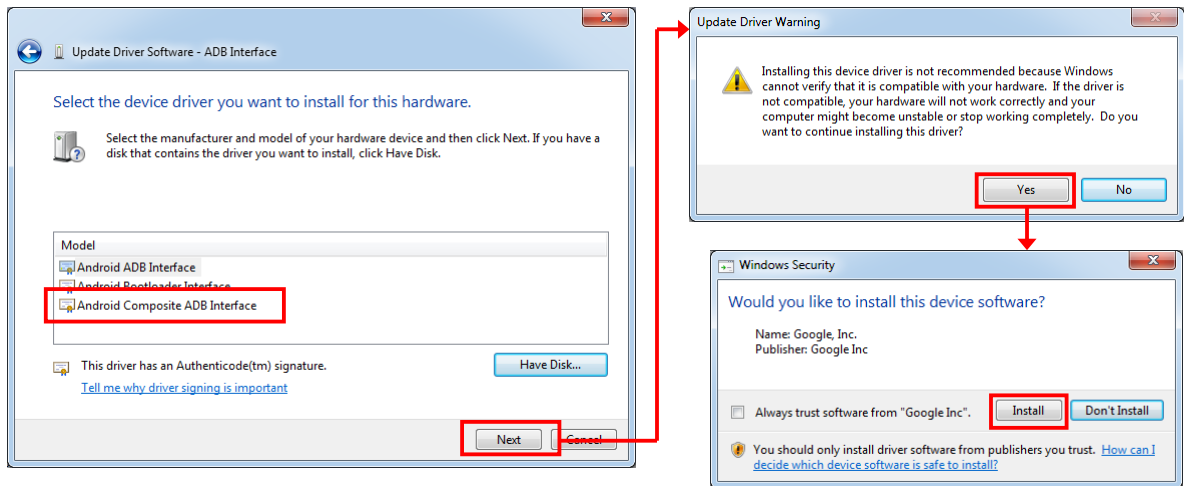 Update Driver Software - ADB Interface
Select the device driver you want to install for this hardware.
Select the manufacturer and model of your hardware device and then click Next. If you have a
disk that contains the driver you want to install, click Have Disk.
Model
Android ADB Interface
Android Bootloader Interface
Android Composite ADB Interface
This driver has an Authenticode(tm) signature.
Have Disk...
Tell me why driver signing is important
Next
Cancel
Update Driver Warning
Installing this device driver is not recommended because Windows
cannot verify that it is compatible with your hardware. If the driver is
not compatible, your hardware will not work correctly and your
computer might become unstable or stop working completely. Do you
want to continue installing this driver?
Yes
No
Windows Security
Would you like to install this device software?
Name: Google, Inc.
Publisher: Google Inc
Always trust software from "Google Inc".
Install
Don't Install
You should only install driver software from publishers you trust. How can I
decide which device software is safe to install?